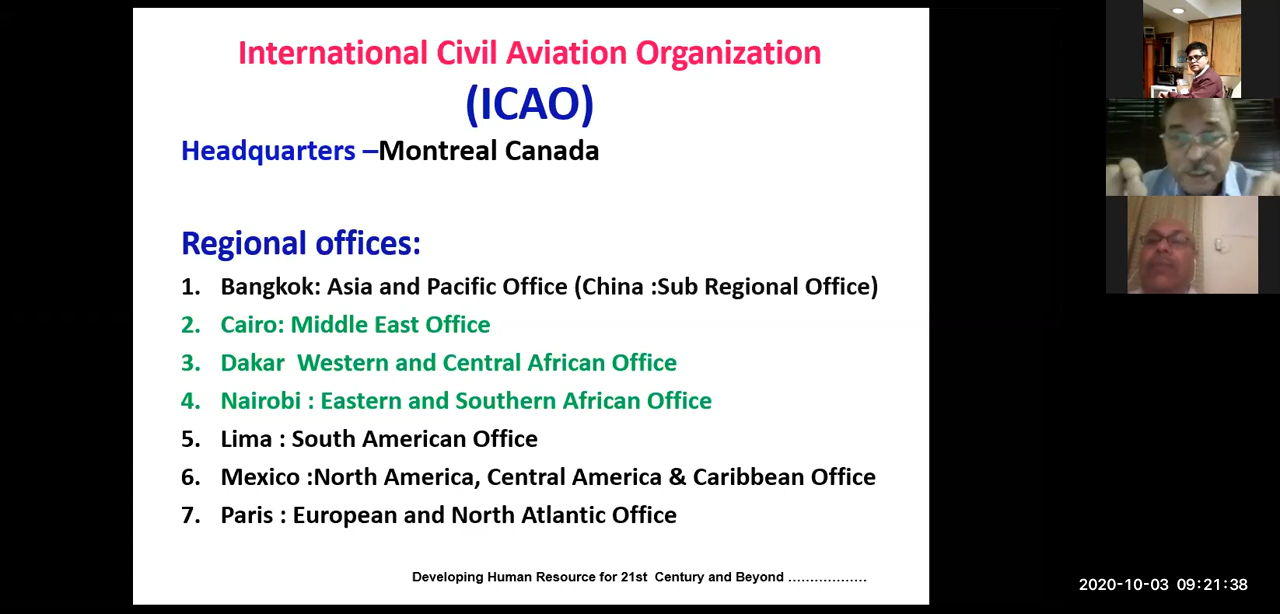 International Civil Aviation Organization
(ICAO)
Headquarters –Montreal Canada
Regional offices:
1. Bangkok: Asia and Pacific Office (China :Sub Regional Office)
2. Cairo: Middle East Office
3. Dakar Western and Central African Office
4. Nairobi : Eastern and Southern African Office
5. Lima : South American Office
6. Mexico :North America, Central America & Caribbean Office
7. Paris : European and North Atlantic Office
Developing Human Resource for 21st Century and Beyond ..................
2020-10-03 09:21:38